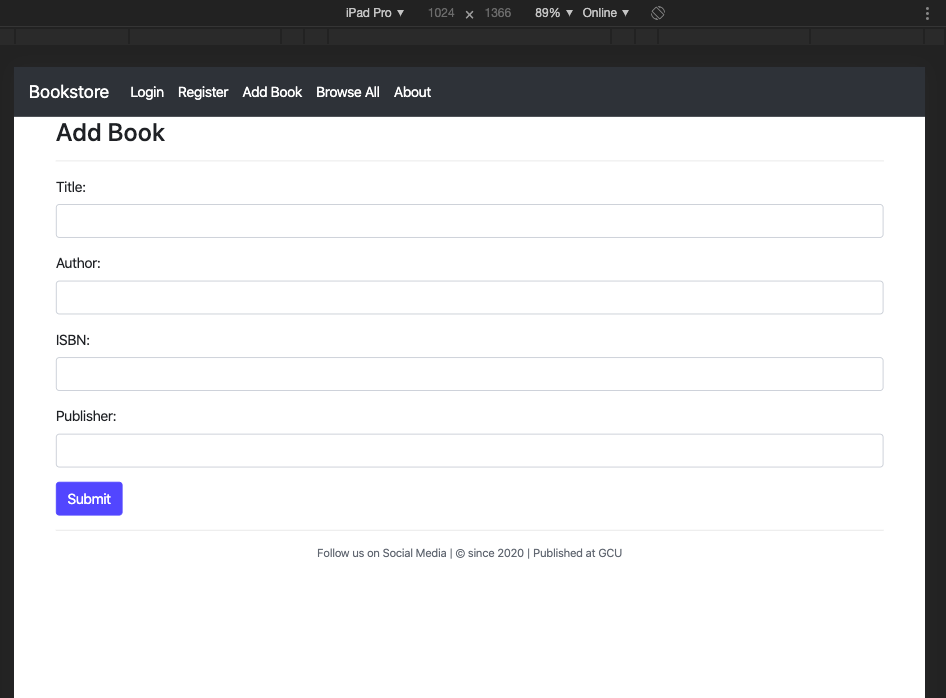 iPad Pro ▼ 1024 × 1366 89% ▼ Online ▼
Bookstore Login Register Add Book Browse All About
Add Book
Title:
Author:
ISBN:
Publisher:
Submit
Follow us on Social Media | © since 2020 | Published at GCU